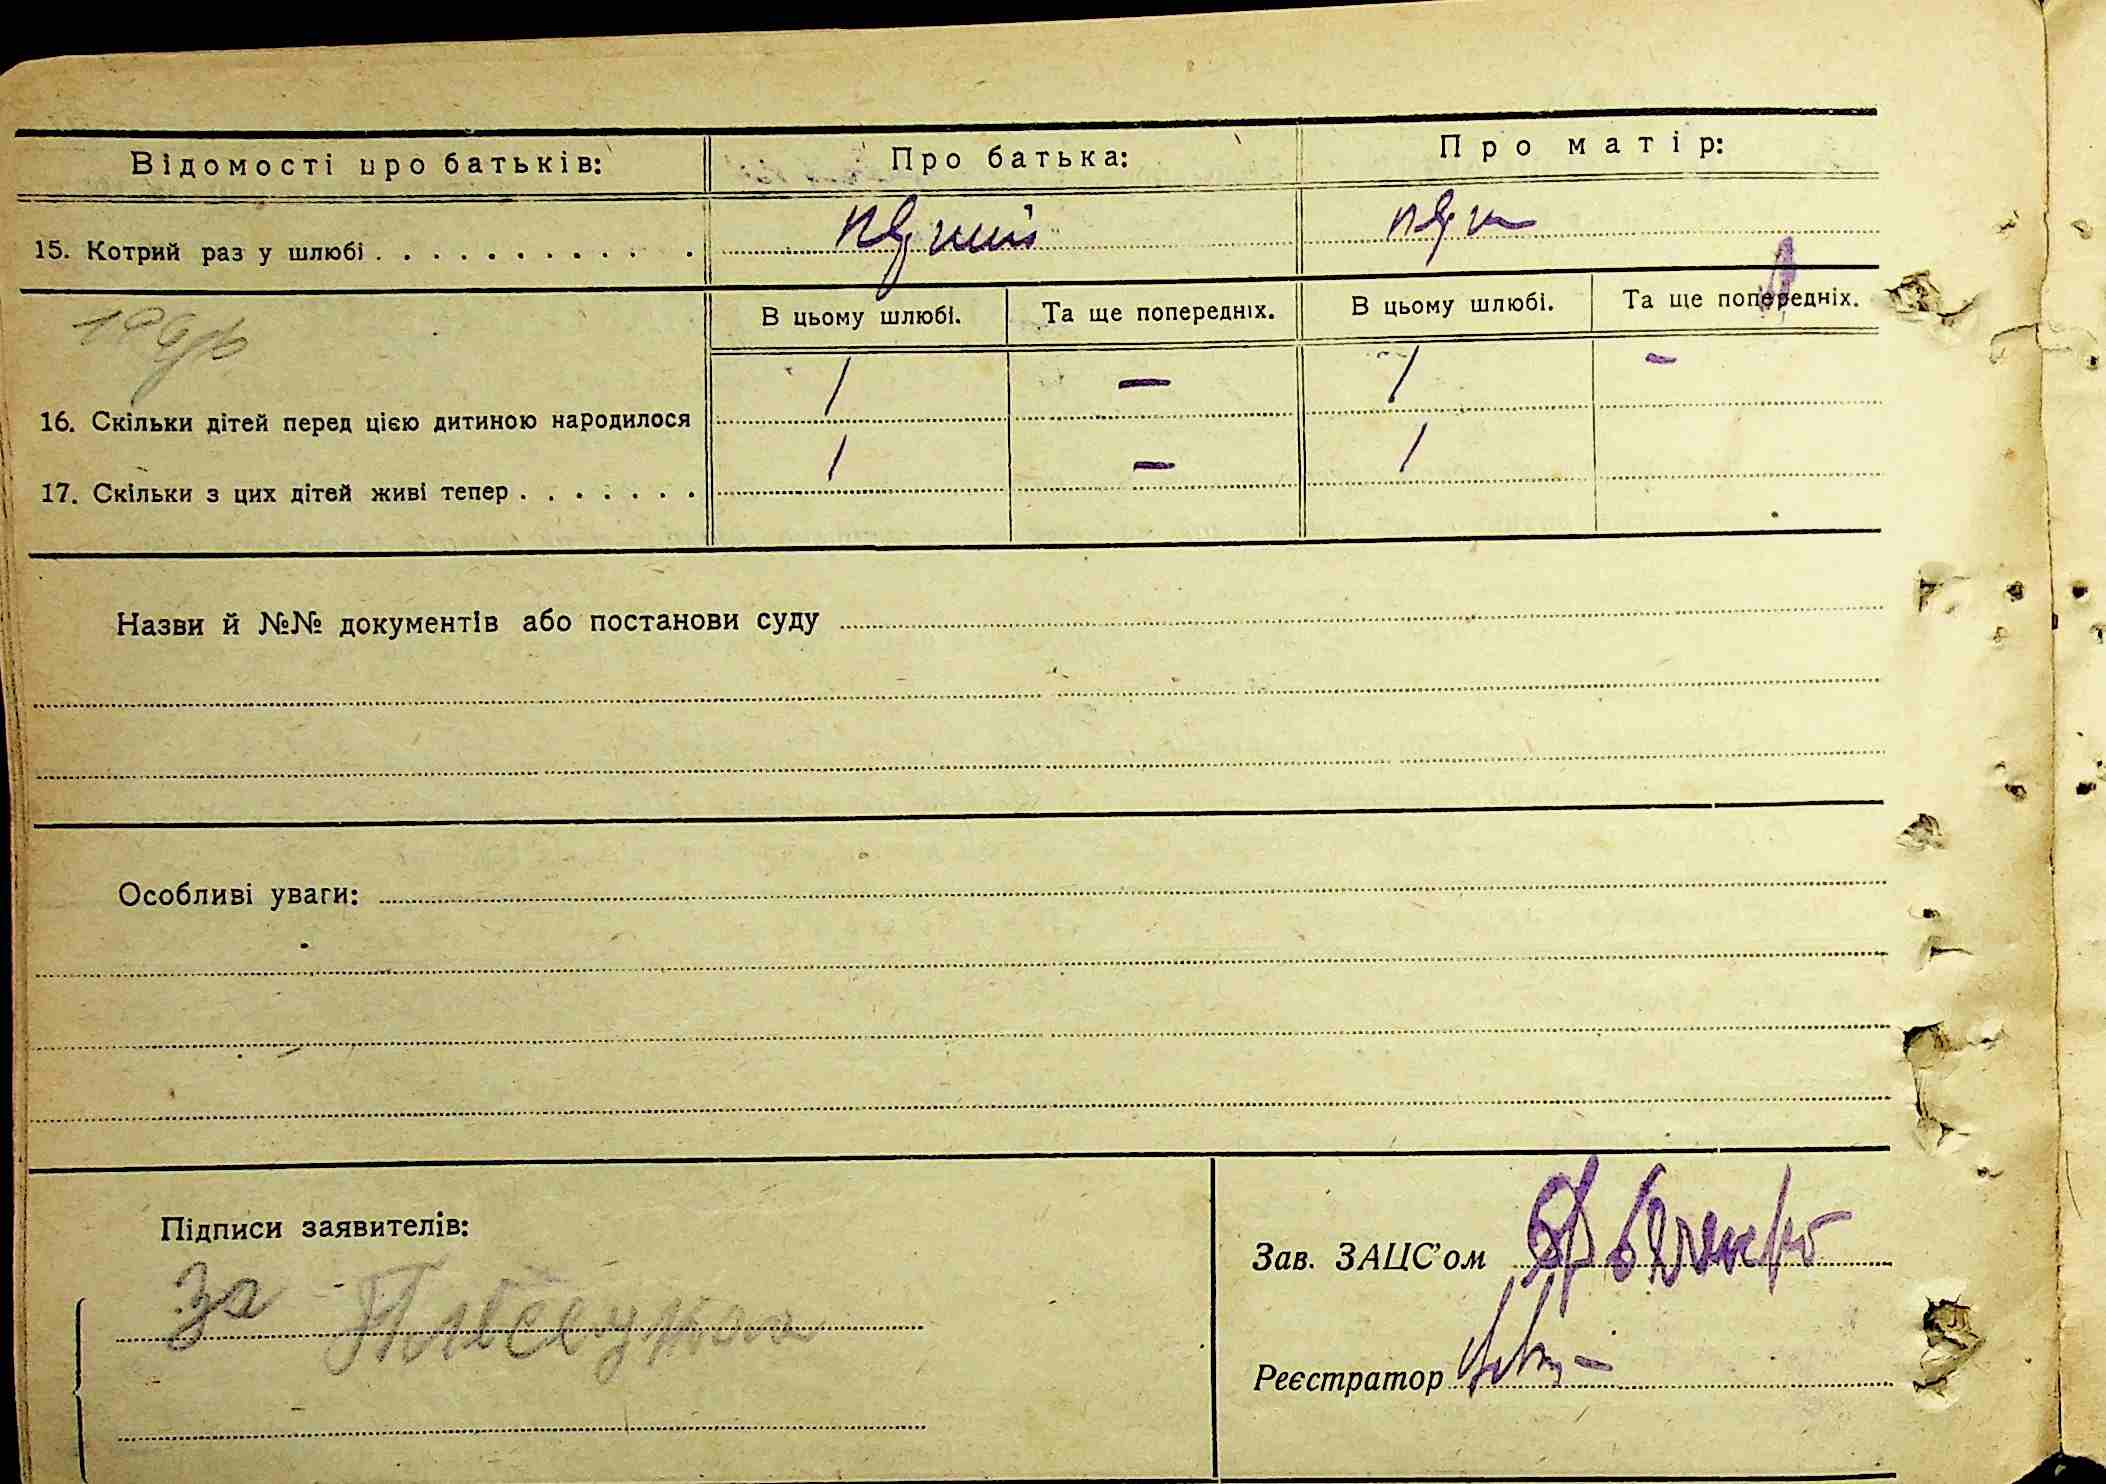 Відомості про батьків: Про батька: Про матір:
15. Котрий раз у шлюбі . . . . . . . . . . . . перший перш
В цьому шлюбі. Та ще попередніх. В цьому шлюбі. Та ще попередніх.
16. Скільки дітей перед цією дитиною народилося 1 — 1 —
17. Скільки з цих дітей живі тепер . . . . . . . 1 — 1
Назви й №№ документів або постанови суду
Особливі уваги:
Підписи заявителів:
За
Зав. ЗАЦС'ом
Реєстратор